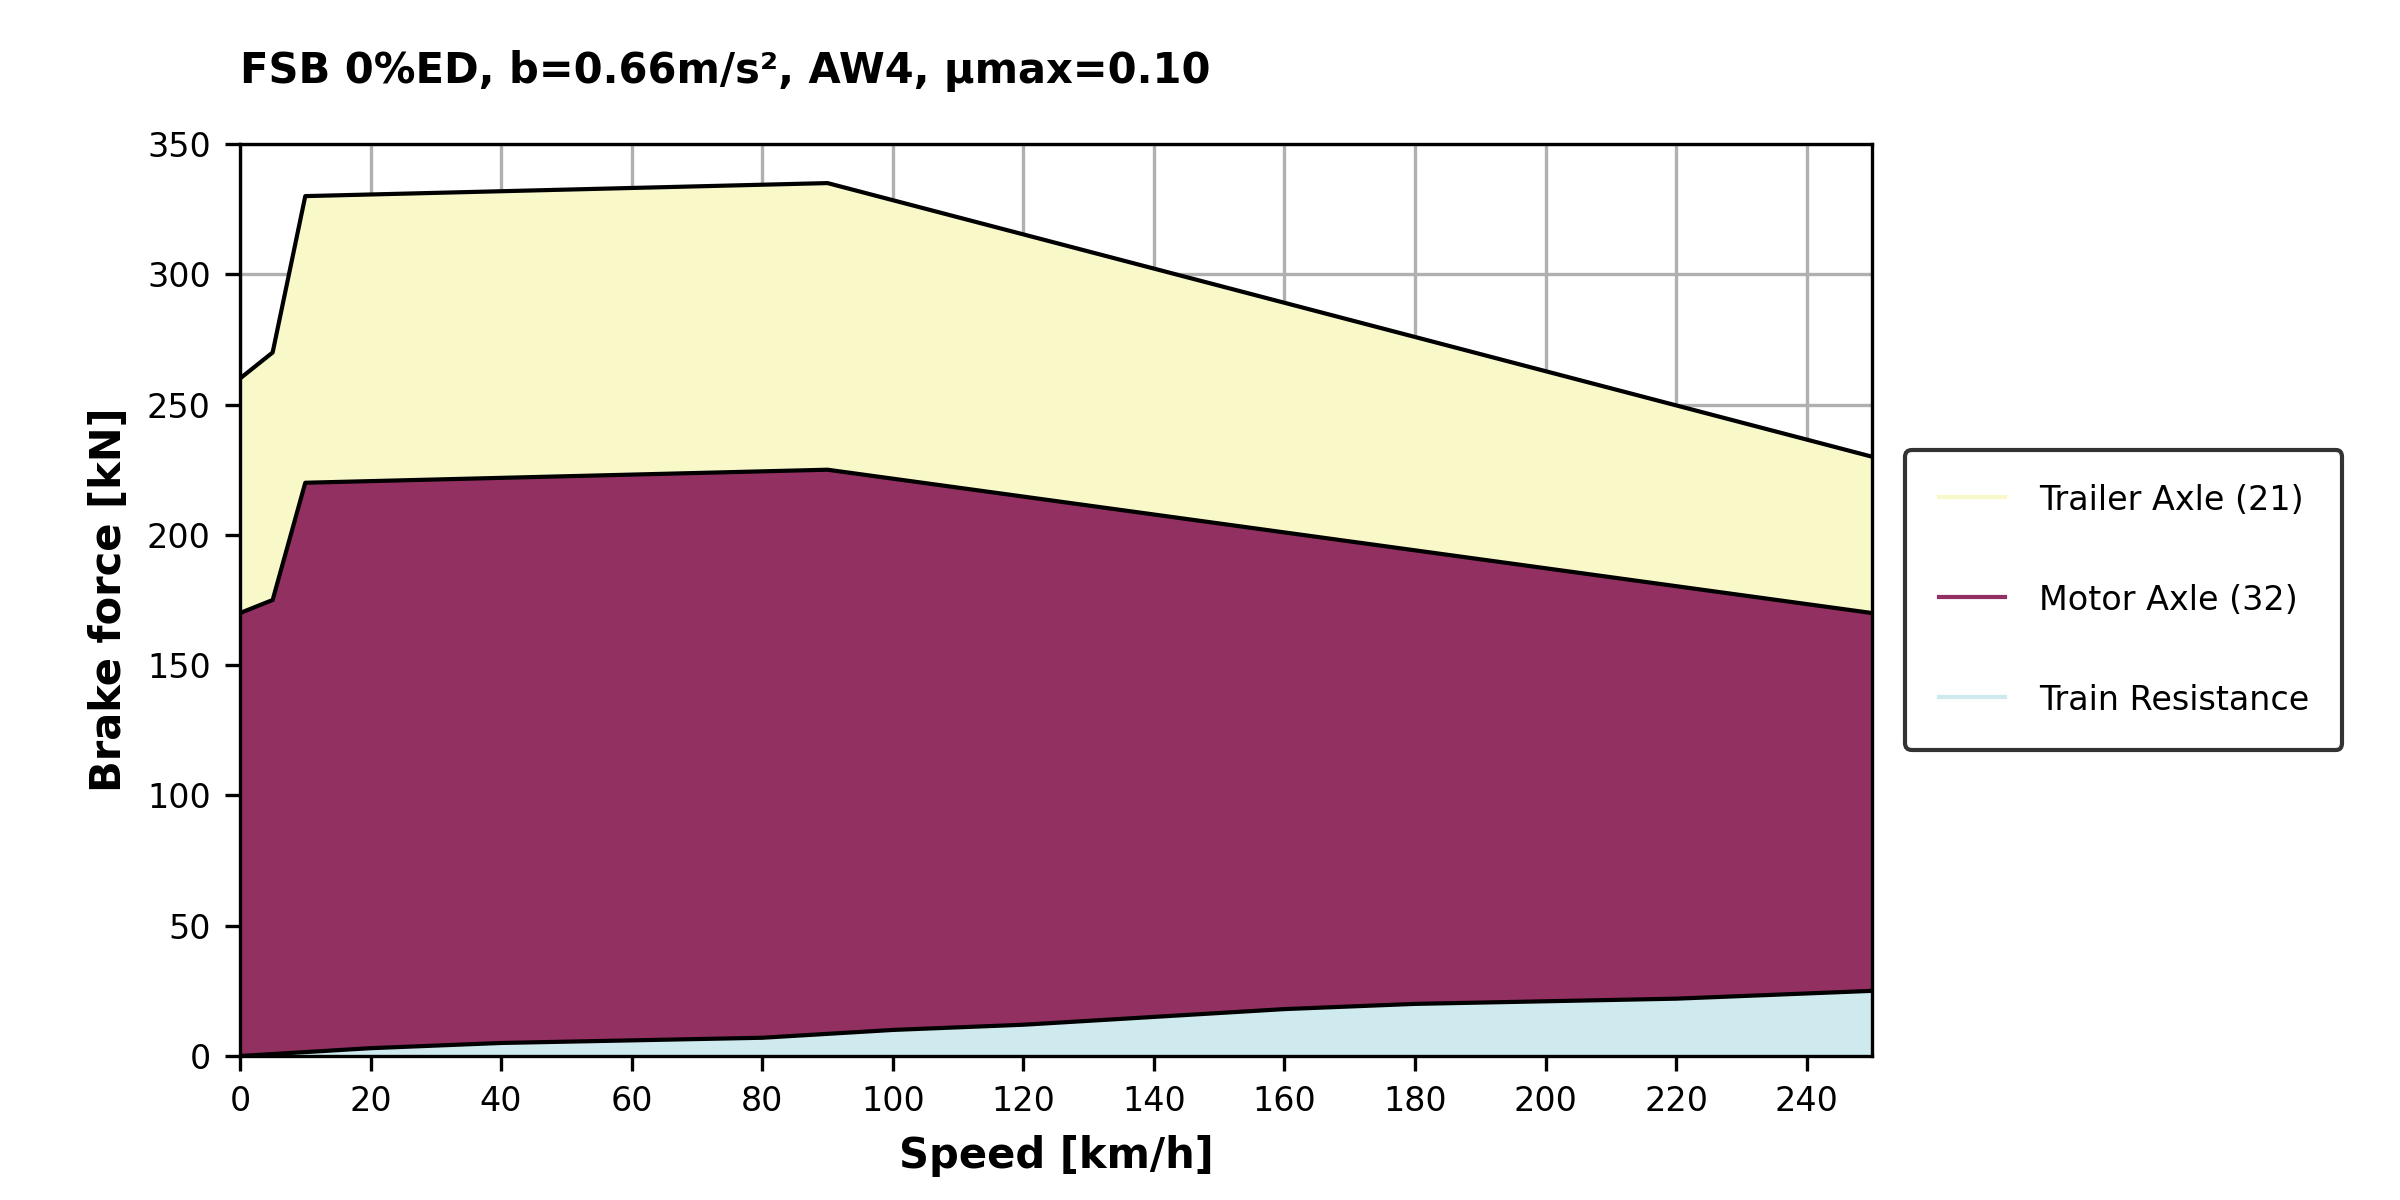 FSB 0%ED, b=0.66m/s², AW4, μmax=0.10
350
300
250
200
150
100
50
0
Brake force [kN]
0 20 40 60 80 100 120 140 160 180 200 220 240
Speed [km/h]
Trailer Axle (21)
Motor Axle (32)
Train Resistance